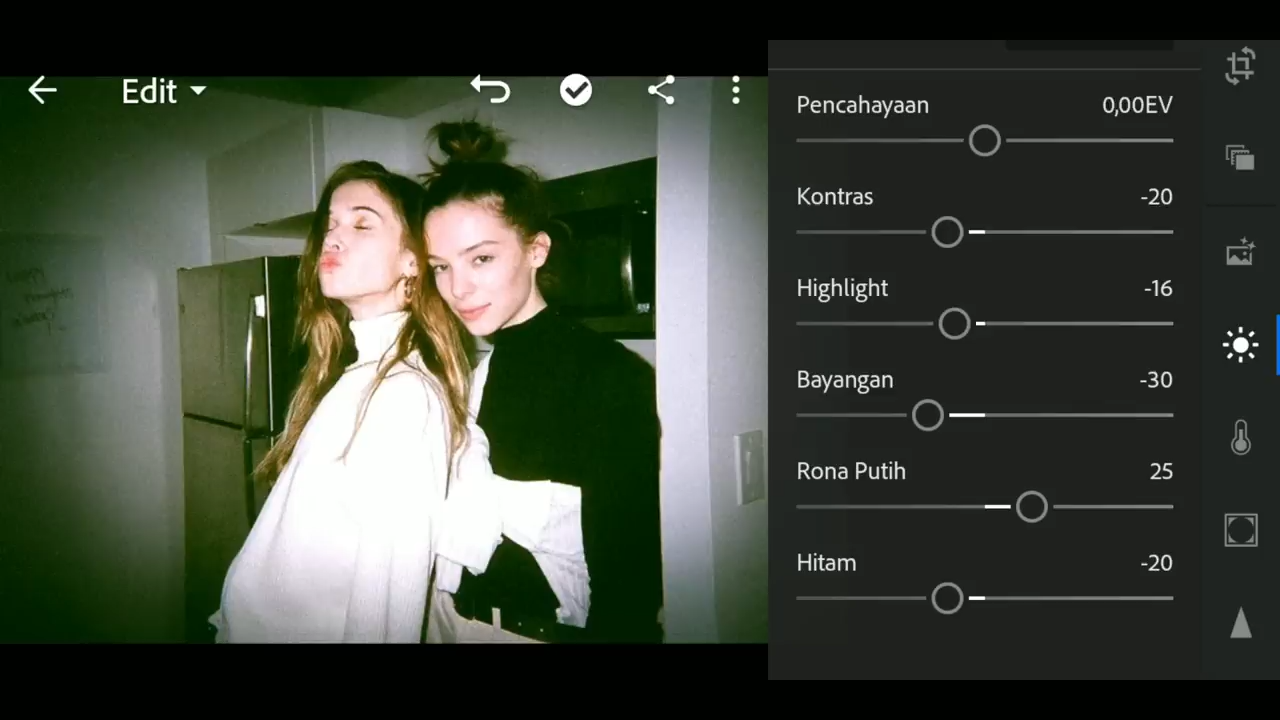 Edit
Pencahayaan 0,00EV
Kontras -20
Highlight -16
Bayangan -30
Rona Putih 25
Hitam -20